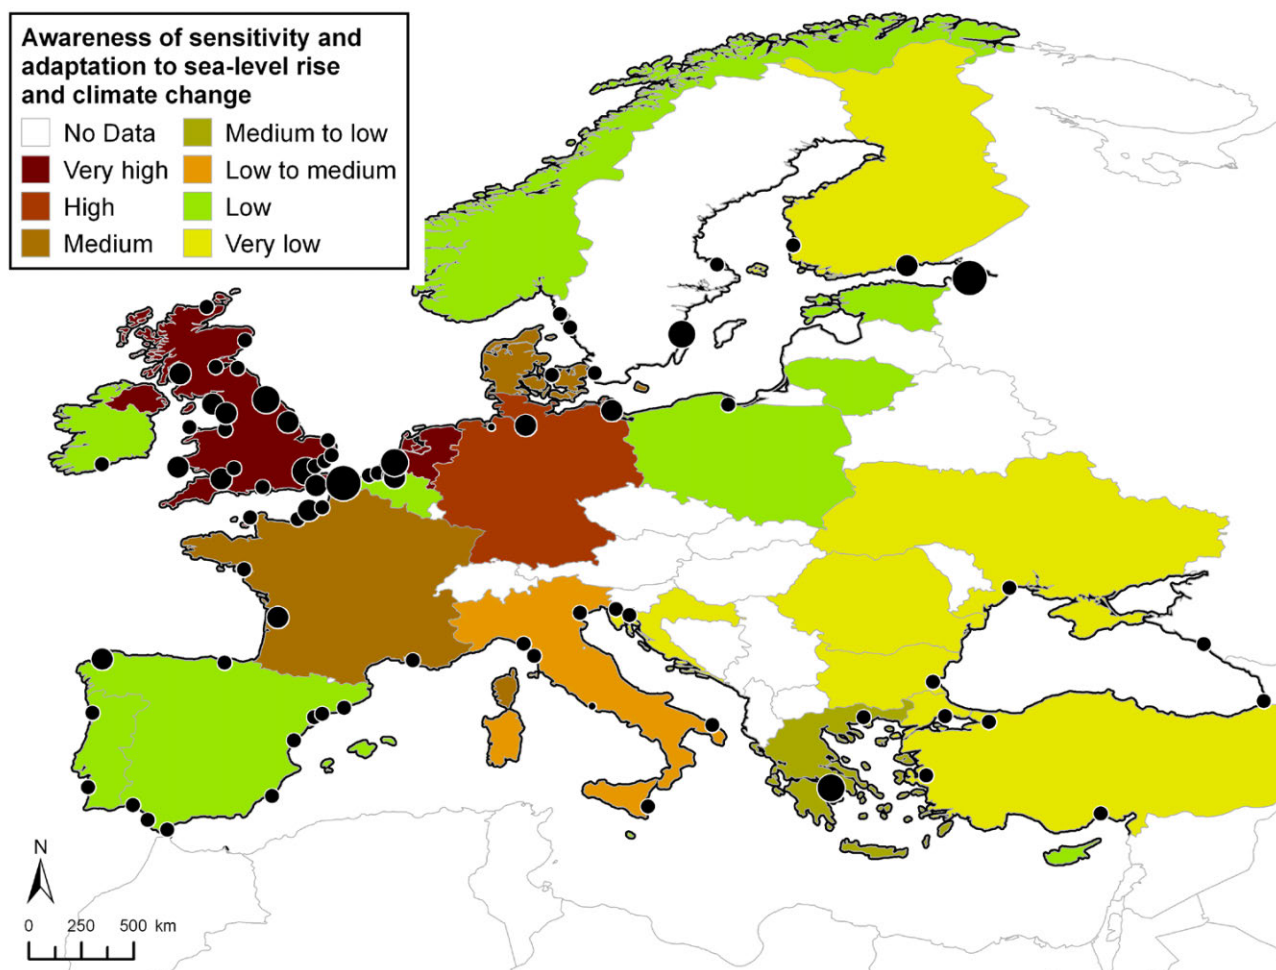 Awareness of sensitivity and
adaptation to sea-level rise
and climate change
No Data
Medium to low
Very high
Low to medium
High
Low
Medium
Very low
N
0 250 500 km